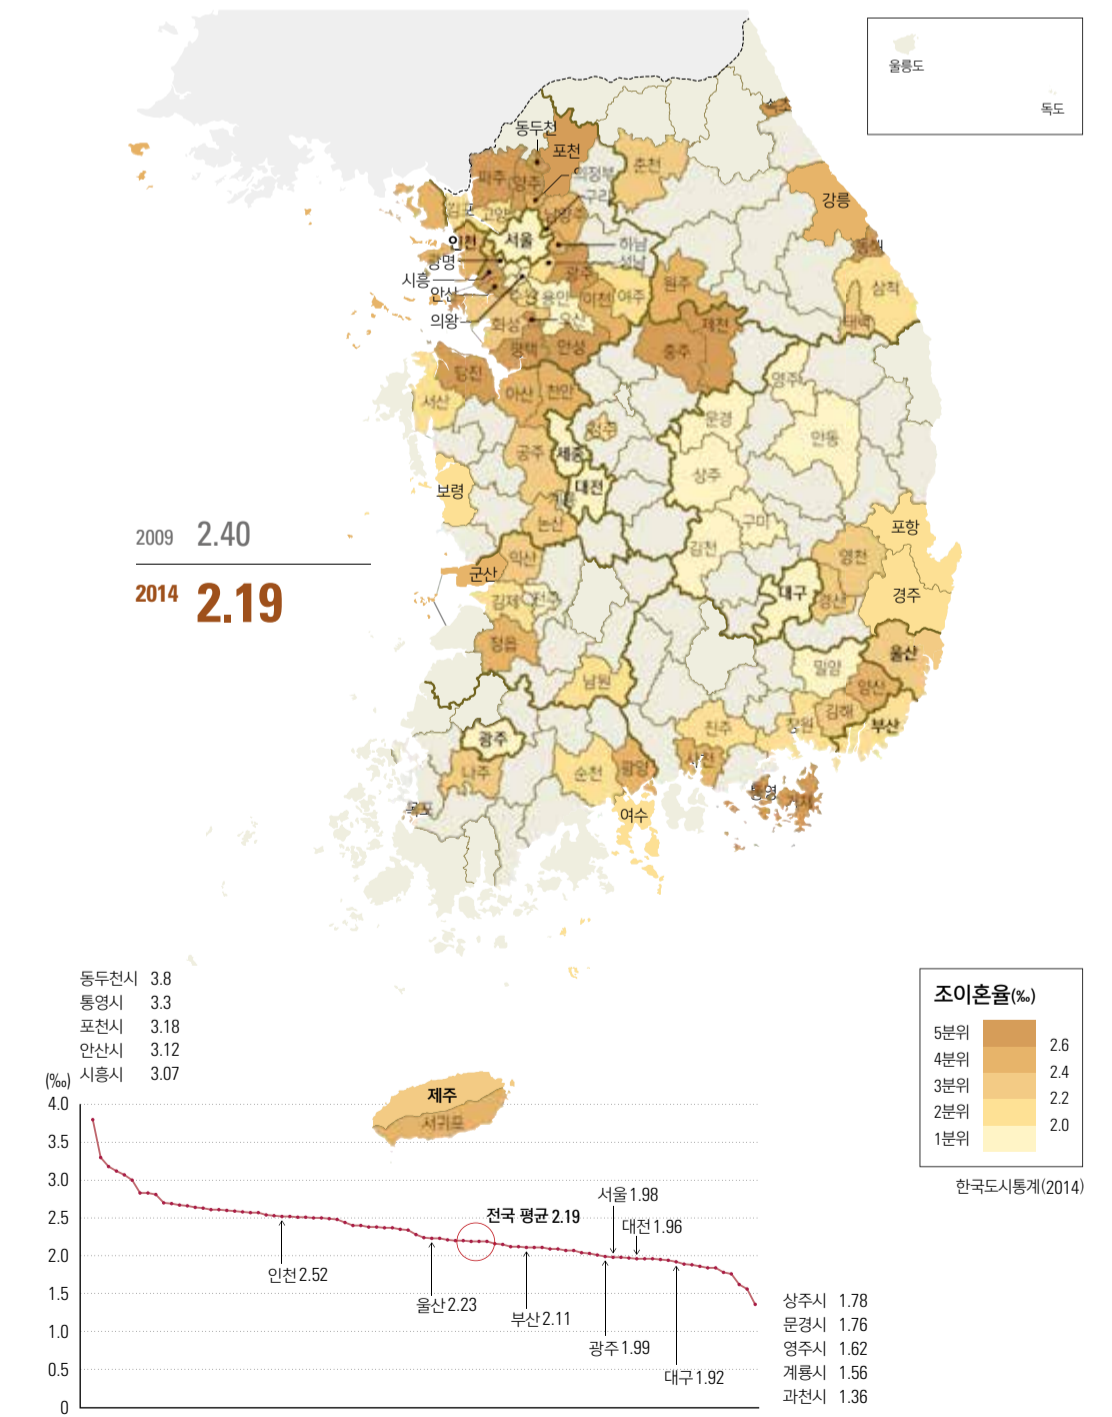 울릉도
독도
속초
동두천
포천
파주
양주
의정부
춘천
구리
김포
고양
남양주
강릉
인천
서울
하남
동해
광명
성남
시흥
광주
원주
삼척
안산
수원
용인
이천
여주
의왕
화성
오산
태백
제천
평택
안성
충주
당진
아산
천안
영주
서산
문경
청주
안동
공주
세종
상주
보령
대전
계룡
논산
구미
포항
2009 2.40
김천
영천
익산
군산
2014 2.19
대구
경산
경주
김제
전주
정읍
울산
밀양
남원
양산
김해
진주
창원
부산
광주
사천
나주
순천
광양
통영
거제
목포
여수
동두천시 3.8
통영시 3.3
포천시 3.18
안산시 3.12
시흥시 3.07
제주
서귀포
조이혼율(‰)
5분위
2.6
4분위
2.4
3분위
2.2
2분위
2.0
1분위
한국도시통계(2014)
(‰)
4.0
3.5
3.0
2.5
2.0
1.5
1.0
0.5
0
서울 1.98
전국 평균 2.19
대전 1.96
인천 2.52
울산 2.23
부산 2.11
광주 1.99
대구 1.92
상주시 1.78
문경시 1.76
영주시 1.62
계룡시 1.56
과천시 1.36